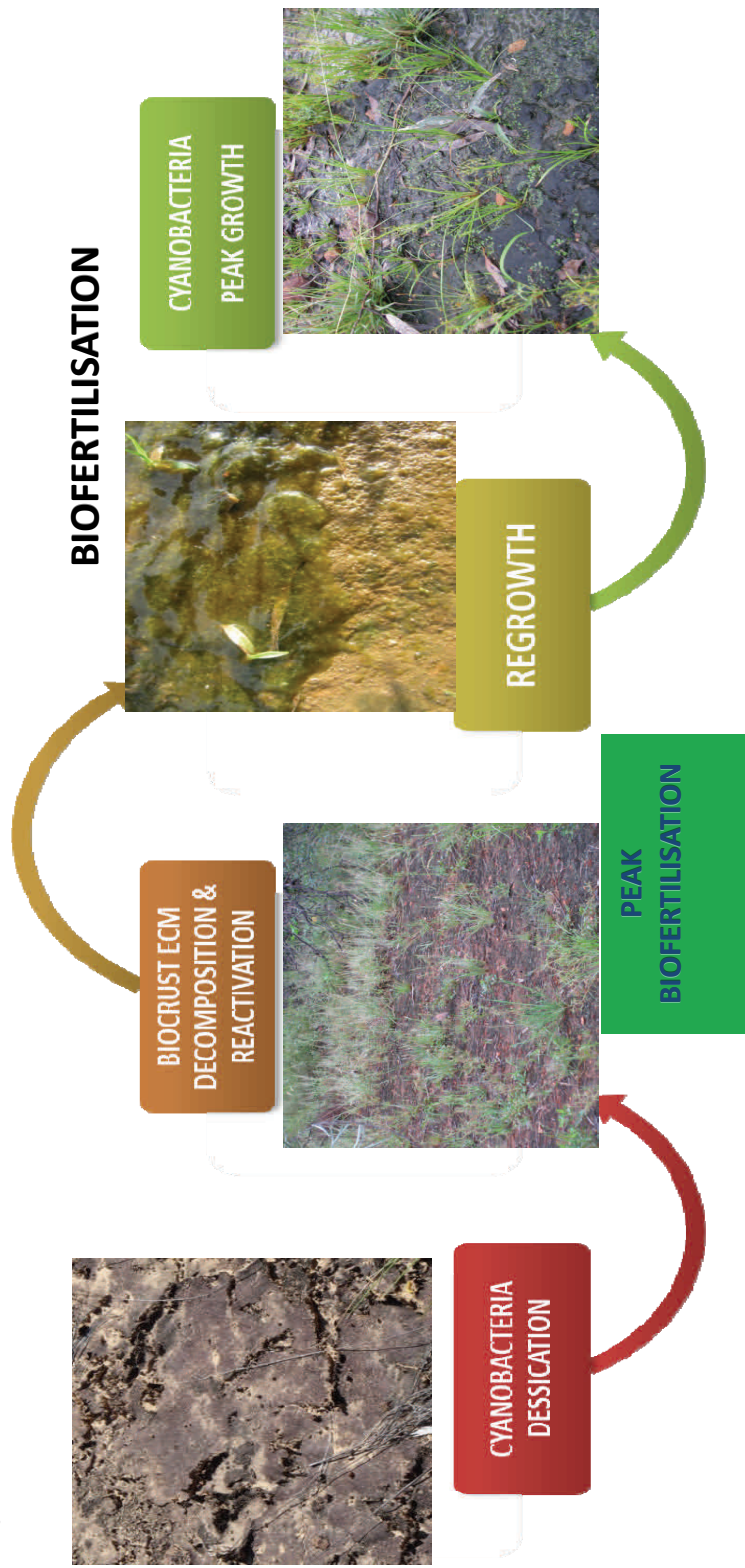 BIOFERTILISATION
CYANOBACTERIA
DESSICATION
BIOCRUST ECM
DECOMPOSITION &
REACTIVATION
PEAK
BIOFERTILISATION
REGROWTH
CYANOBACTERIA
PEAK GROWTH